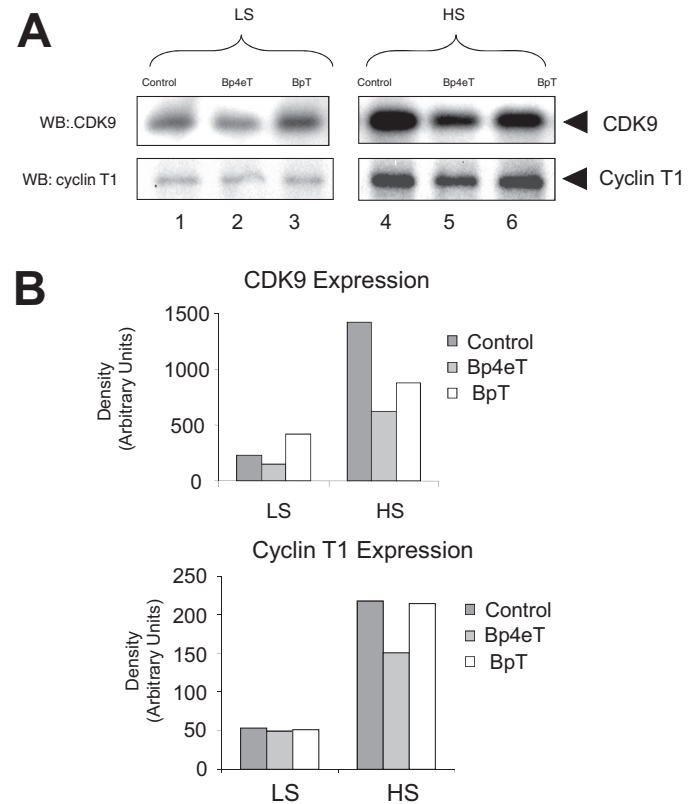 A
LS
HS
Control Bp4eT BpT
Control Bp4eT BpT
WB:.CDK9
CDK9
WB: cyclin T1
Cyclin T1
1 2 3 4 5 6
B
CDK9 Expression
Density
(Arbitrary Units)
1500
1000
500
0
LS HS
Control
Bp4eT
BpT
Cyclin T1 Expression
Density
(Arbitrary Units)
250
200
150
100
50
0
LS HS
Control
Bp4eT
BpT